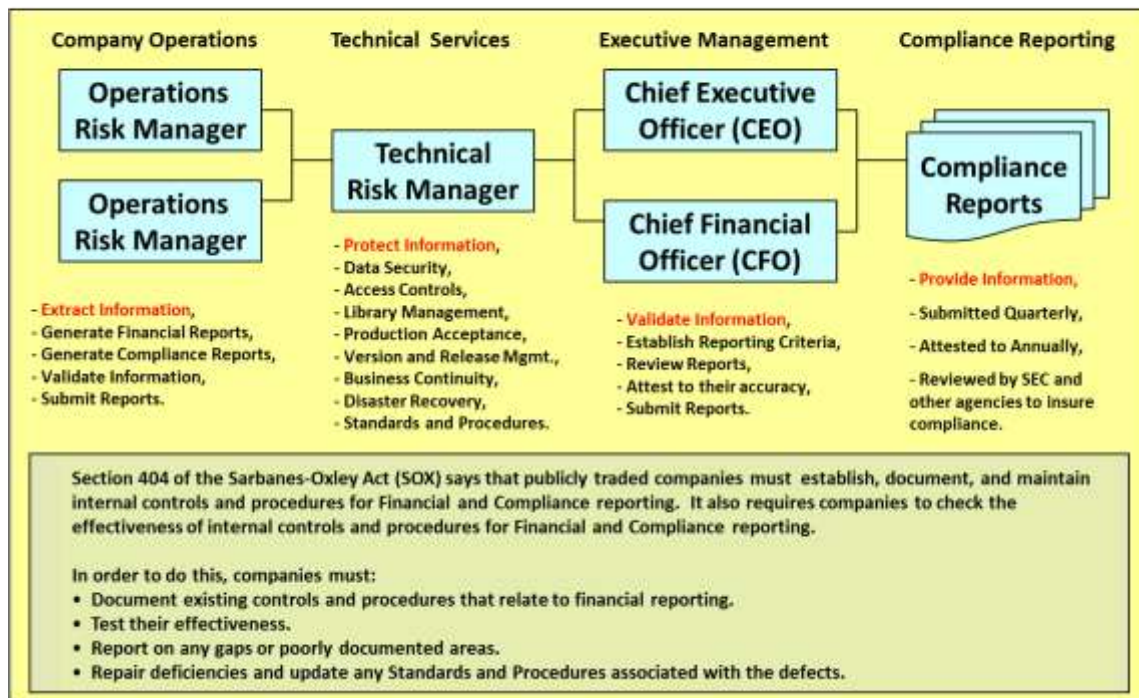 Company Operations
Technical Services
Executive Management
Compliance Reporting
Operations
Risk Manager
Operations
Risk Manager
- Extract Information,
- Generate Financial Reports,
- Generate Compliance Reports,
- Validate Information,
- Submit Reports.
Technical
Risk Manager
- Protect Information,
- Data Security,
- Access Controls,
- Library Management,
- Production Acceptance,
- Version and Release Mgmt.,
- Business Continuity,
- Disaster Recovery,
- Standards and Procedures.
Chief Executive
Officer (CEO)
Chief Financial
Officer (CFO)
- Validate Information,
- Establish Reporting Criteria,
- Review Reports,
- Attest to their accuracy,
- Submit Reports.
Compliance
Reports
- Provide Information,
- Submitted Quarterly,
- Attested to Annually,
- Reviewed by SEC and
other agencies to insure
compliance.
Section 404 of the Sarbanes-Oxley Act (SOX) says that publicly traded companies must establish, document, and maintain
internal controls and procedures for Financial and Compliance reporting. It also requires companies to check the
effectiveness of internal controls and procedures for Financial and Compliance reporting.
In order to do this, companies must:
• Document existing controls and procedures that relate to financial reporting.
• Test their effectiveness.
• Report on any gaps or poorly documented areas.
• Repair deficiencies and update any Standards and Procedures associated with the defects.